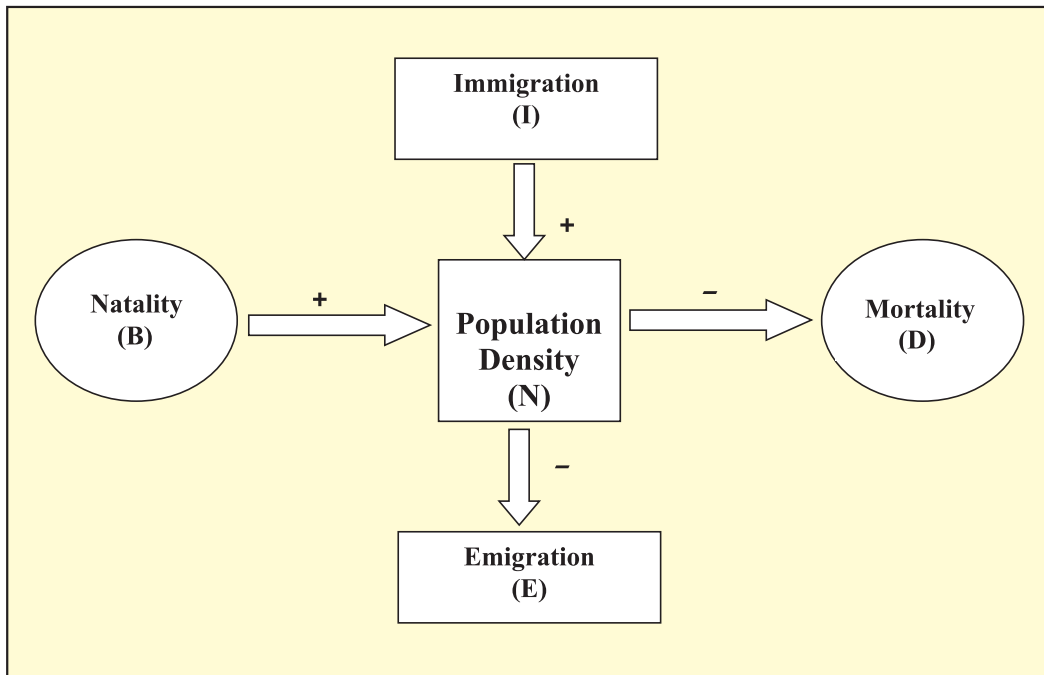 Immigration
(I)
+
Natality
(B)
+
Population
Density
(N)
–
Mortality
(D)
–
Emigration
(E)